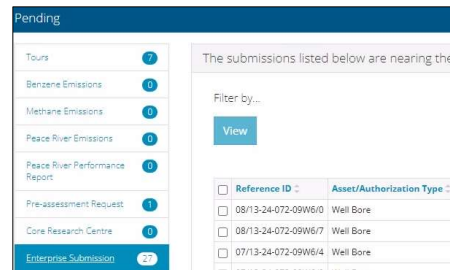 Pending
Tours 7
Benzene Emissions 0
Methane Emissions 0
Peace River Emissions 0
Peace River Performance 0
Report
Pre-assessment Request 1
Core Research Centre 0
Enterprise Submission 27
The submissions listed below are nearing the
Filter by...
View
Reference ID Asset/Authorization Type
08/13-24-072-09W6/0 Well Bore
08/13-24-072-09W6/7 Well Bore
07/13-24-072-09W6/4 Well Bore